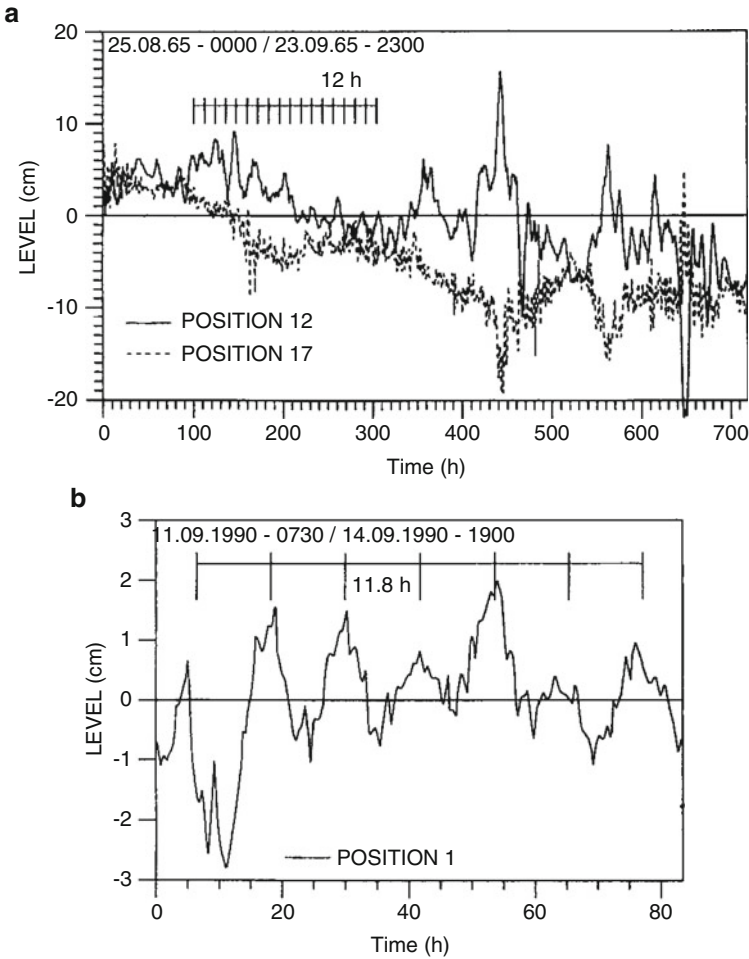 a
20
25.08.65 - 0000 / 23.09.65 - 2300
12 h
10
0
LEVEL (cm)
-10
POSITION 12
POSITION 17
-20
0 100 200 300 400 500 600 700
Time (h)
b
3
11.09.1990 - 0730 / 14.09.1990 - 1900
2
11.8 h
1
LEVEL (cm)
0
-1
-2
POSITION 1
-3
0 20 40 60 80
Time (h)